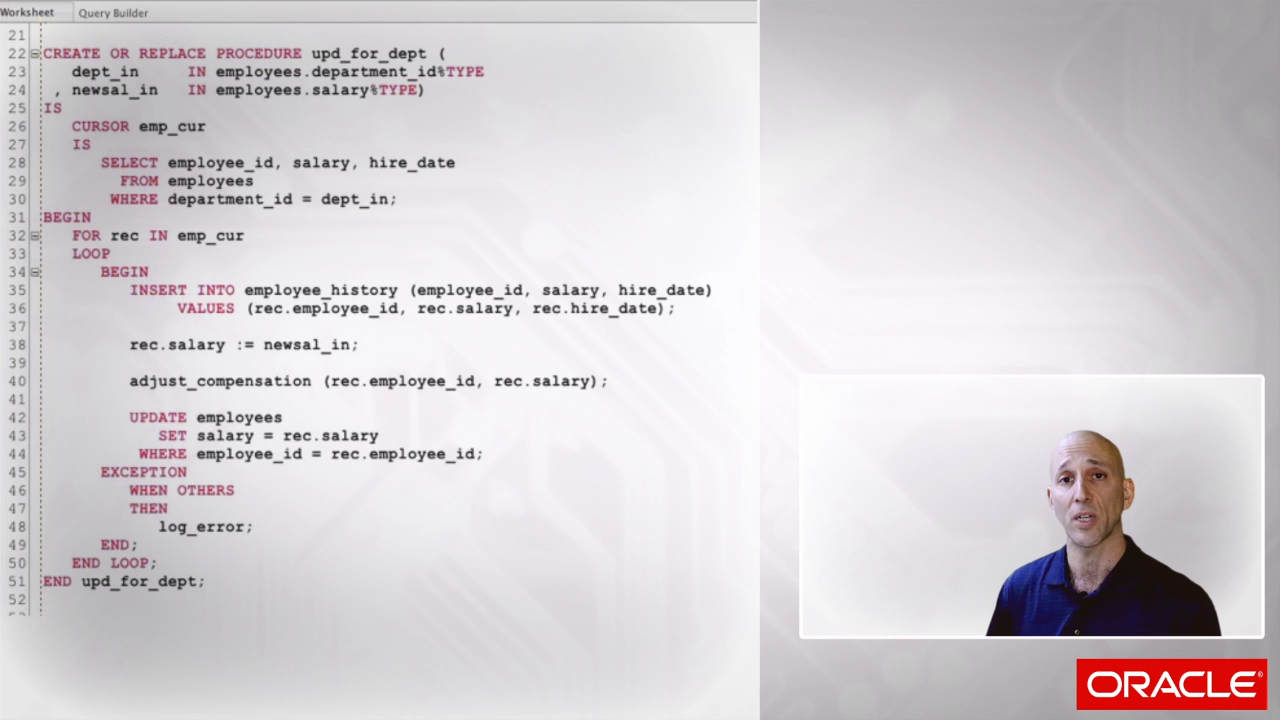 Worksheet Query Builder
21
22 CREATE OR REPLACE PROCEDURE upd_for_dept (
23 dept_in IN employees.department_id%TYPE
24 , newsal_in IN employees.salary%TYPE)
25 IS
26 CURSOR emp_cur
27 IS
28 SELECT employee_id, salary, hire_date
29 FROM employees
30 WHERE department_id = dept_in;
31 BEGIN
32 FOR rec IN emp_cur
33 LOOP
34 BEGIN
35 INSERT INTO employee_history (employee_id, salary, hire_date)
36 VALUES (rec.employee_id, rec.salary, rec.hire_date);
37
38 rec.salary := newsal_in;
39
40 adjust_compensation (rec.employee_id, rec.salary);
41
42 UPDATE employees
43 SET salary = rec.salary
44 WHERE employee_id = rec.employee_id;
45 EXCEPTION
46 WHEN OTHERS
47 THEN
48 log_error;
49 END;
50 END LOOP;
51 END upd_for_dept;
52
ORACLE®